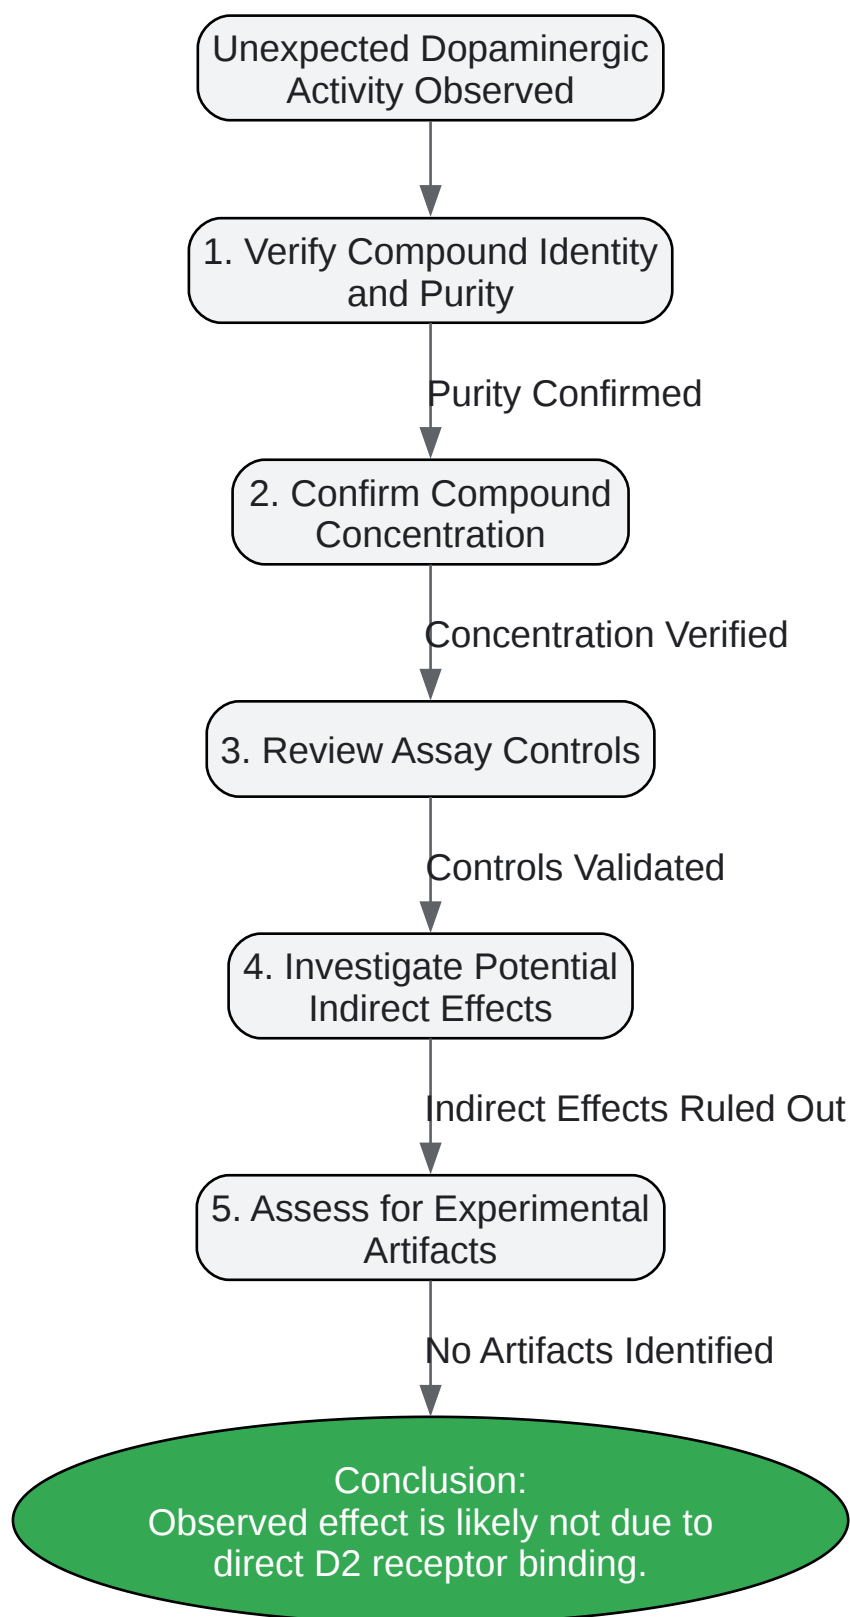 Unexpected Dopaminergic
Activity Observed
1. Verify Compound Identity
and Purity
Purity Confirmed
2. Confirm Compound
Concentration
Concentration Verified
3. Review Assay Controls
Controls Validated
4. Investigate Potential
Indirect Effects
Indirect Effects Ruled Out
5. Assess for Experimental
Artifacts
No Artifacts Identified
Conclusion:
Observed effect is likely not due to
direct D2 receptor binding.